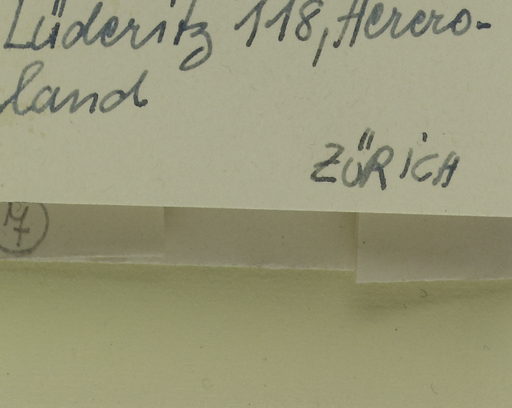 Lüderitz 118, Herero-
land
ZÜRICH